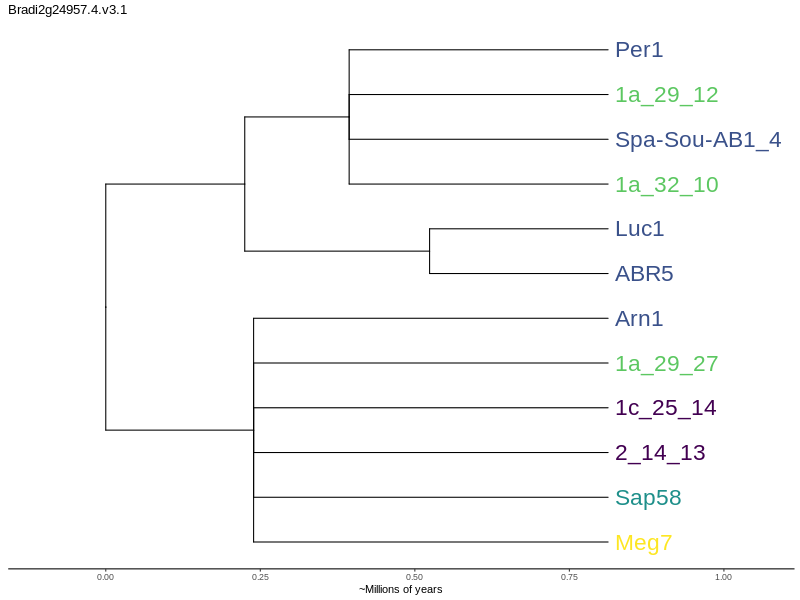 Bradi2g24957.4.v3.1
Per1
1a_29_12
Spa-Sou-AB1_4
1a_32_10
Luc1
ABR5
Arn1
1a_29_27
1c_25_14
2_14_13
Sap58
Meg7
0.00 0.25 0.50 0.75 1.00
~Millions of years